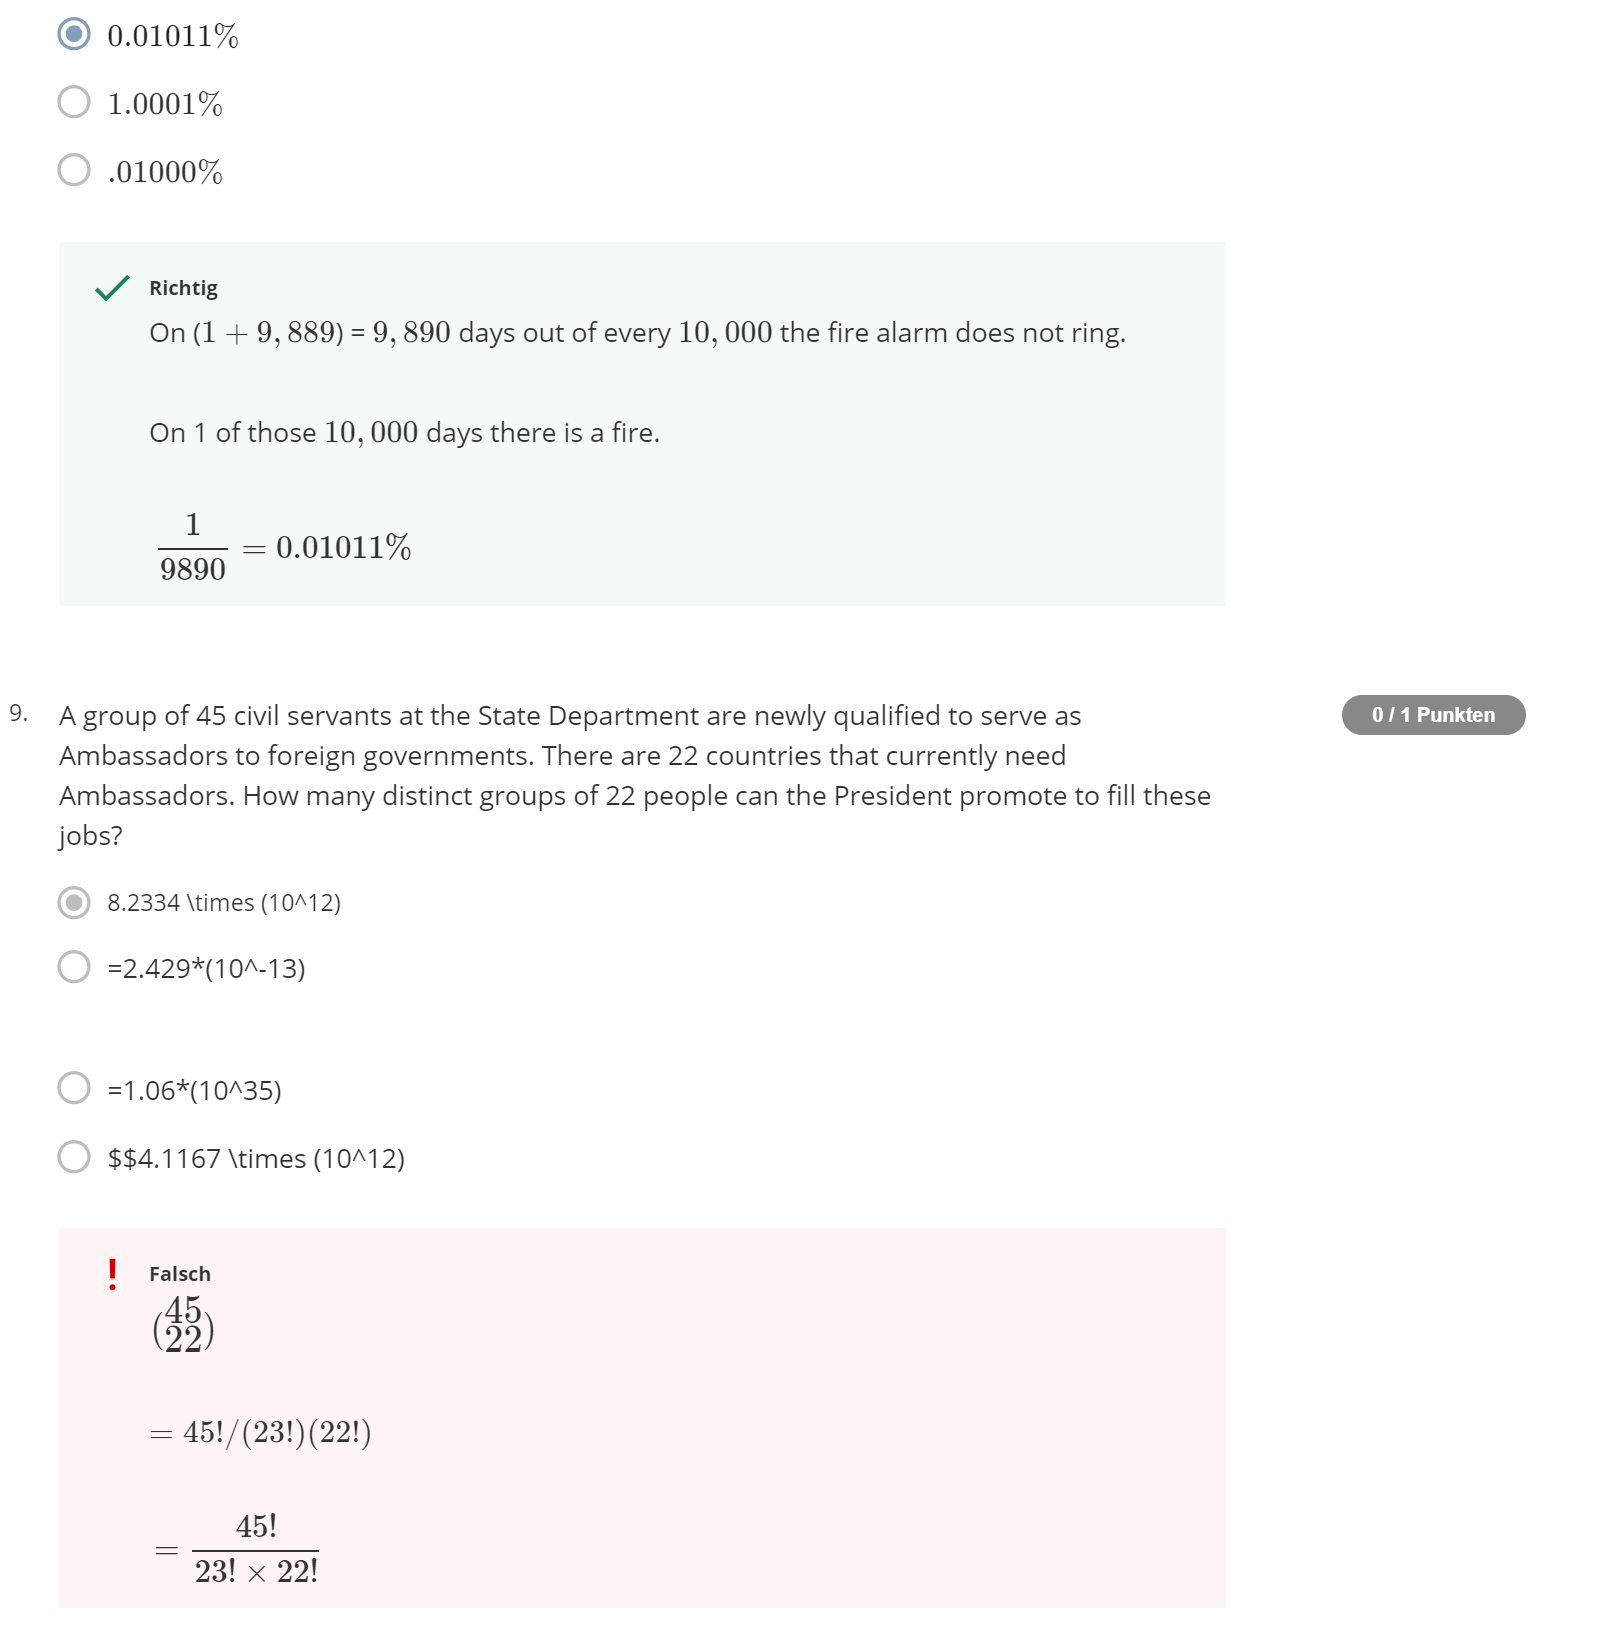 0.01011%
1.0001%
.01000%
Richtig
On (1 + 9, 889) = 9, 890 days out of every 10, 000 the fire alarm does not ring.
On 1 of those 10, 000 days there is a fire.
1
9890
= 0.01011%
9.
A group of 45 civil servants at the State Department are newly qualified to serve as
0 / 1 Punkten
Ambassadors to foreign governments. There are 22 countries that currently need
Ambassadors. How many distinct groups of 22 people can the President promote to fill these
jobs?
8.2334 \times (10^12)
=2.429*(10^-13)
=1.06*(10^35)
$$4.1167 \times (10^12)
! Falsch
(45
22)
= 45!/(23!)(22!)
=
45!
23! × 22!